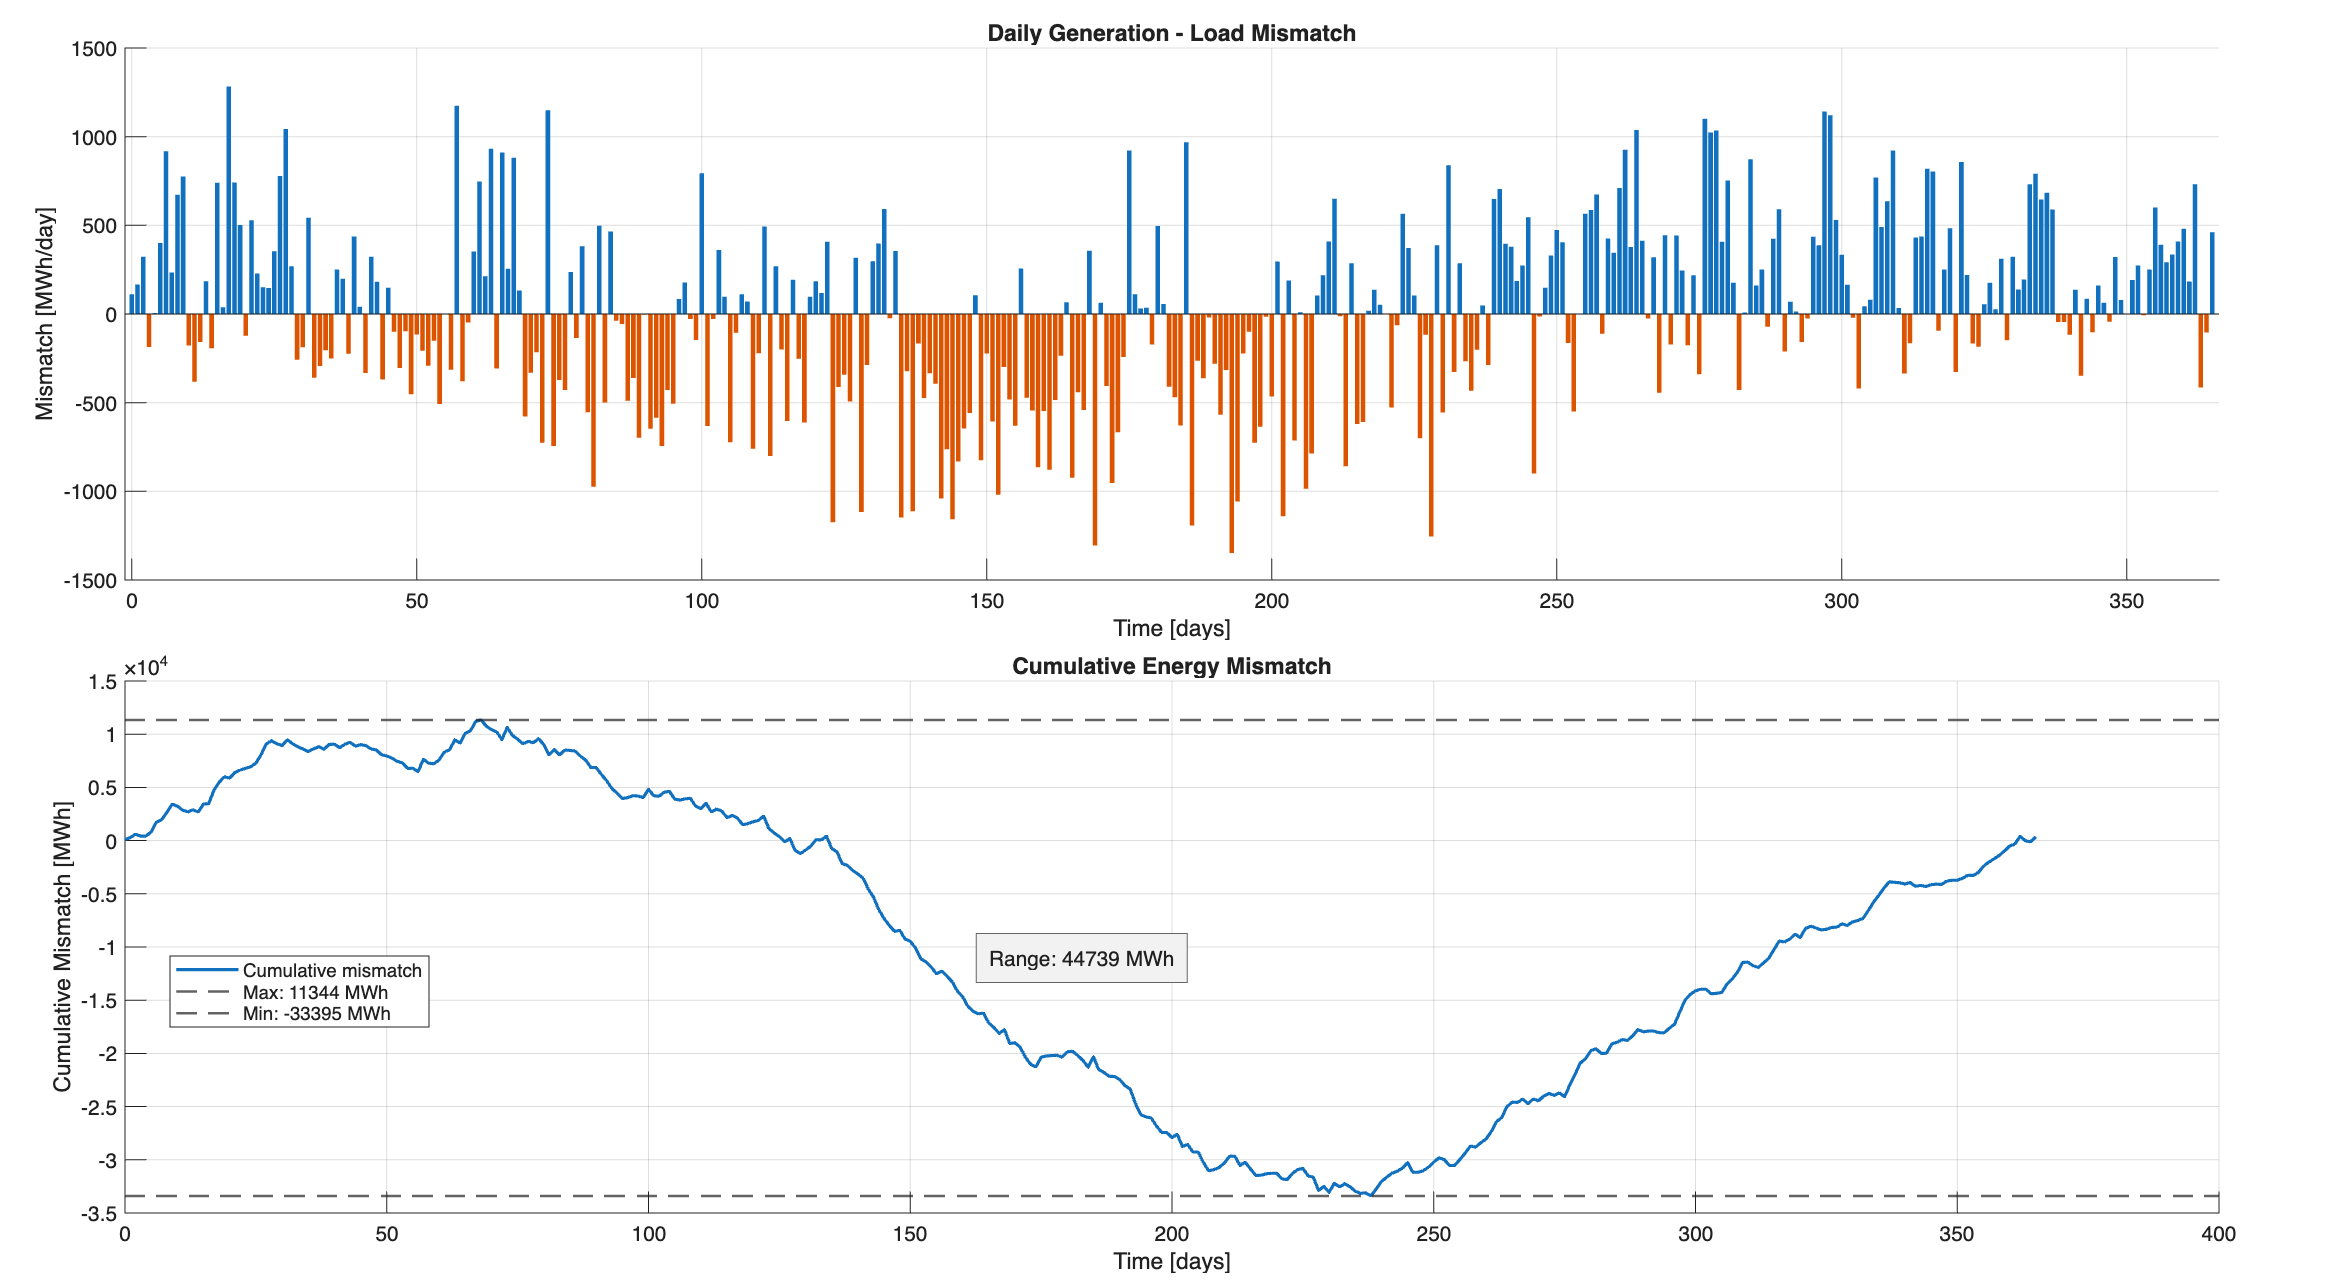 Daily Generation - Load Mismatch
1500
1000
500
0
-500
-1000
-1500
Mismatch [MWh/day]
0 50 100 150 200 250 300 350
Time [days]
Cumulative Energy Mismatch
×10⁴
1.5
1
0.5
0
-0.5
-1
-1.5
-2
-2.5
-3
-3.5
Cumulative Mismatch [MWh]
Range: 44739 MWh
Cumulative mismatch
Max: 11344 MWh
Min: -33395 MWh
0 50 100 150 200 250 300 350 400
Time [days]